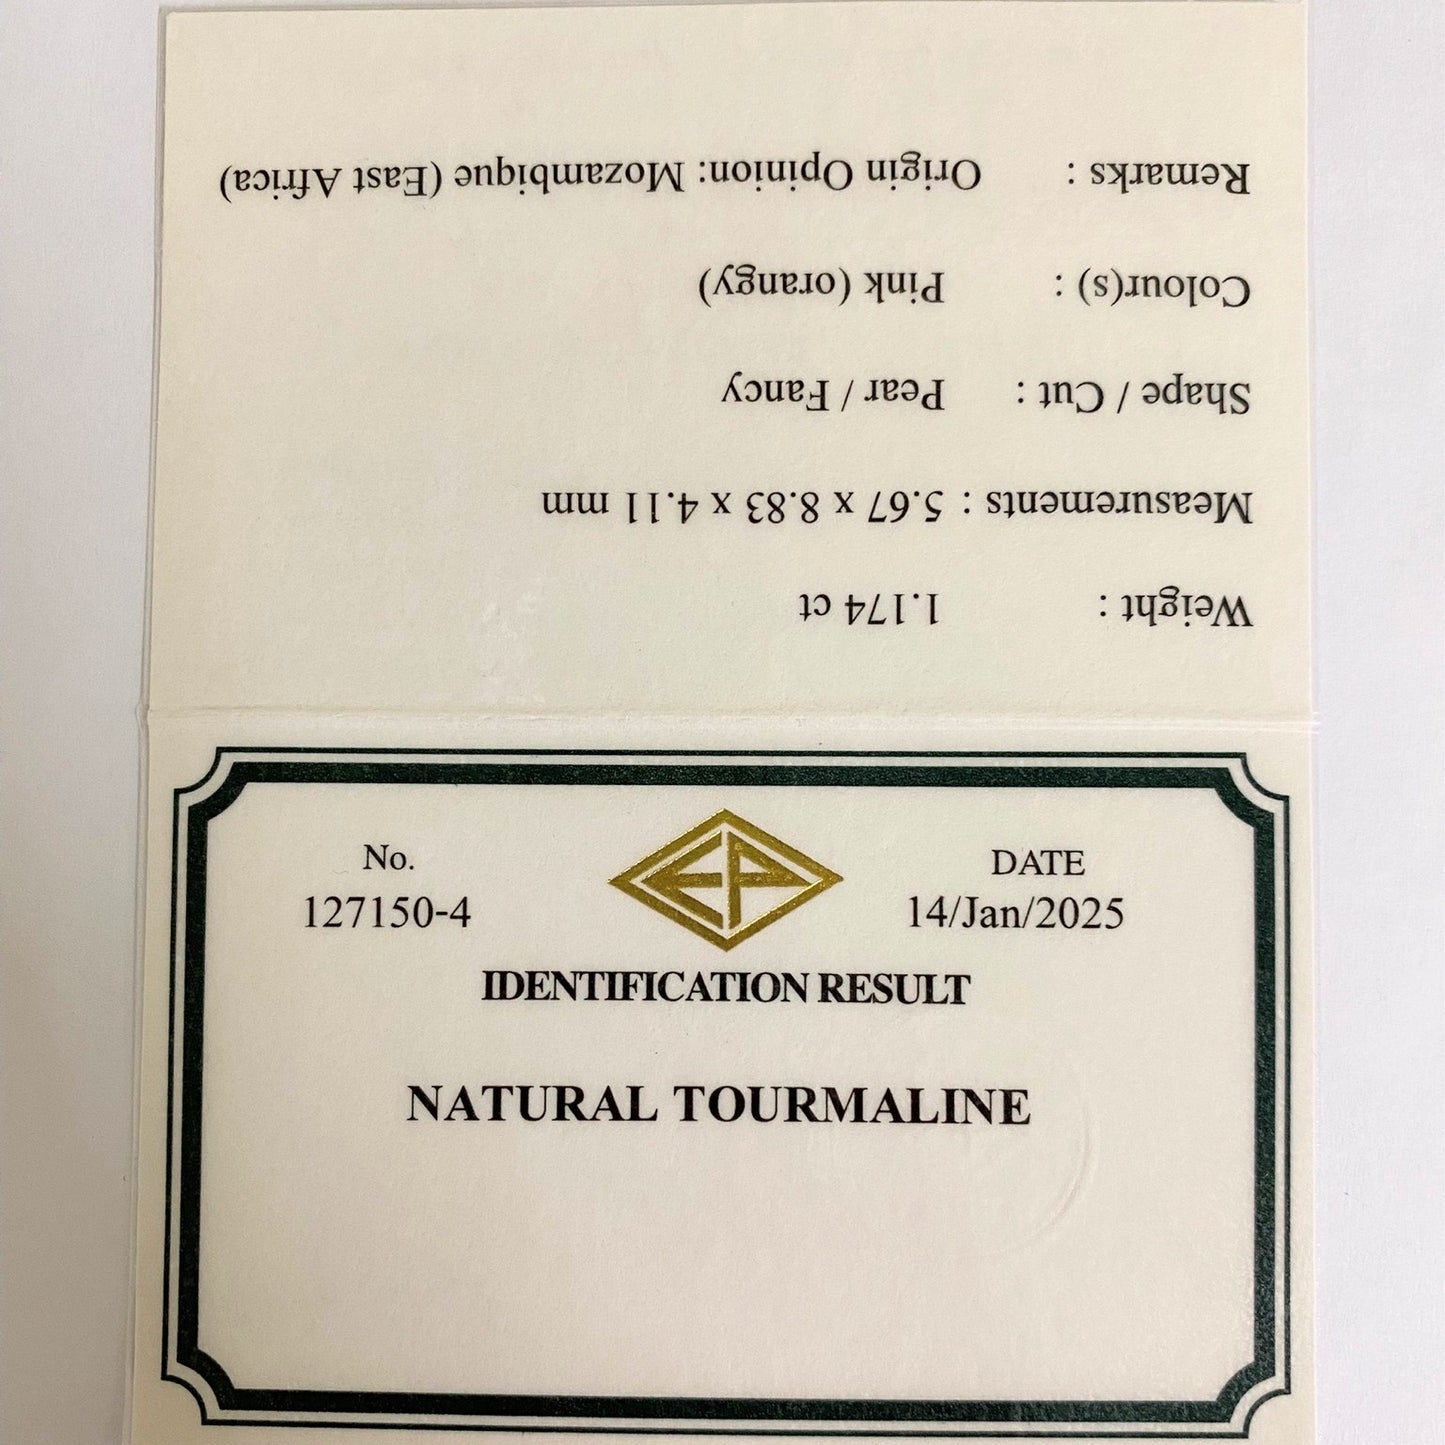 No.
127150-4
EP
DATE
14/Jan/2025
IDENTIFICATION RESULT
NATURAL TOURMALINE
Weight : 1.174 ct
Measurements : 5.67 x 8.83 x 4.11 mm
Shape / Cut : Pear / Fancy
Colour(s) : Pink (orangy)
Remarks : Origin Opinion: Mozambique (East Africa)